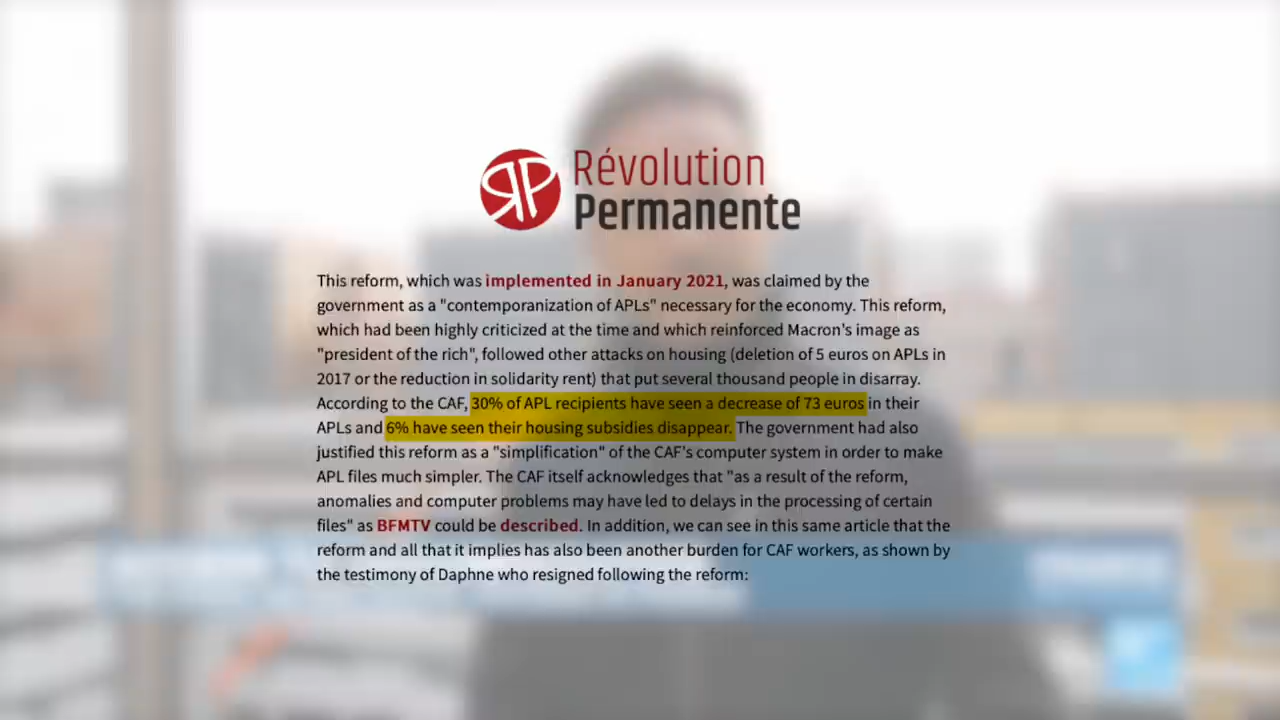 RP Révolution
Permanente
This reform, which was implemented in January 2021, was claimed by the
government as a "contemporanization of APLs" necessary for the economy. This reform,
which had been highly criticized at the time and which reinforced Macron's image as
"president of the rich", followed other attacks on housing (deletion of 5 euros on APLs in
2017 or the reduction in solidarity rent) that put several thousand people in disarray.
According to the CAF, 30% of APL recipients have seen a decrease of 73 euros in their
APLs and 6% have seen their housing subsidies disappear. The government had also
justified this reform as a "simplification" of the CAF's computer system in order to make
APL files much simpler. The CAF itself acknowledges that "as a result of the reform,
anomalies and computer problems may have led to delays in the processing of certain
files" as BFMTV could be described. In addition, we can see in this same article that the
reform and all that it implies has also been another burden for CAF workers, as shown by
the testimony of Daphne who resigned following the reform: